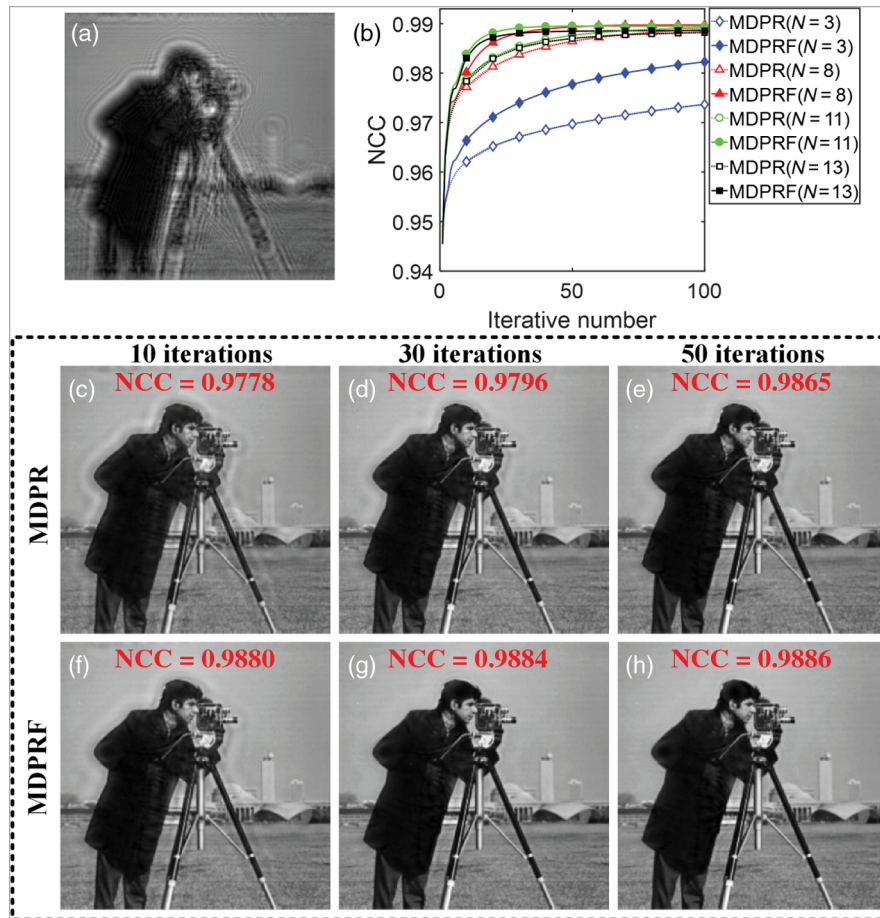 (a)
(b)
NCC
0.99
0.98
0.97
0.96
0.95
0.94
0
50
100
Iterative number
MDPR(N = 3)
MDPRF(N = 3)
MDPR(N = 8)
MDPRF(N = 8)
MDPR(N = 11)
MDPRF(N = 11)
MDPR(N = 13)
MDPRF(N = 13)
10 iterations
30 iterations
50 iterations
MDPR
(c)
NCC = 0.9778
(d)
NCC = 0.9796
(e)
NCC = 0.9865
MDPRF
(f)
NCC = 0.9880
(g)
NCC = 0.9884
(h)
NCC = 0.9886